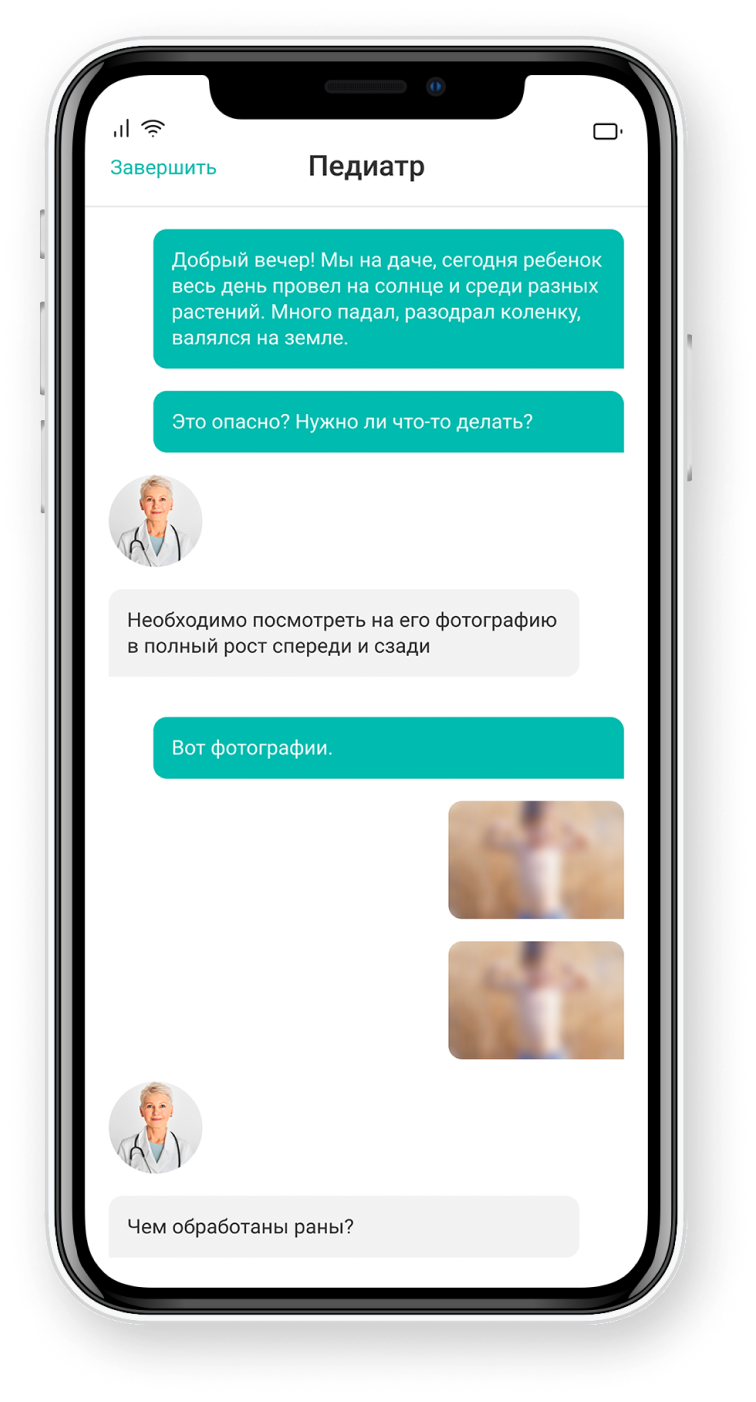 Завершить
Педиатр
Добрый вечер! Мы на даче, сегодня ребенок
весь день провел на солнце и среди разных
растений. Много падал, разодрал коленку,
валялся на земле.
Это опасно? Нужно ли что-то делать?
Необходимо посмотреть на его фотографию
в полный рост спереди и сзади
Вот фотографии.
Чем обработаны раны?